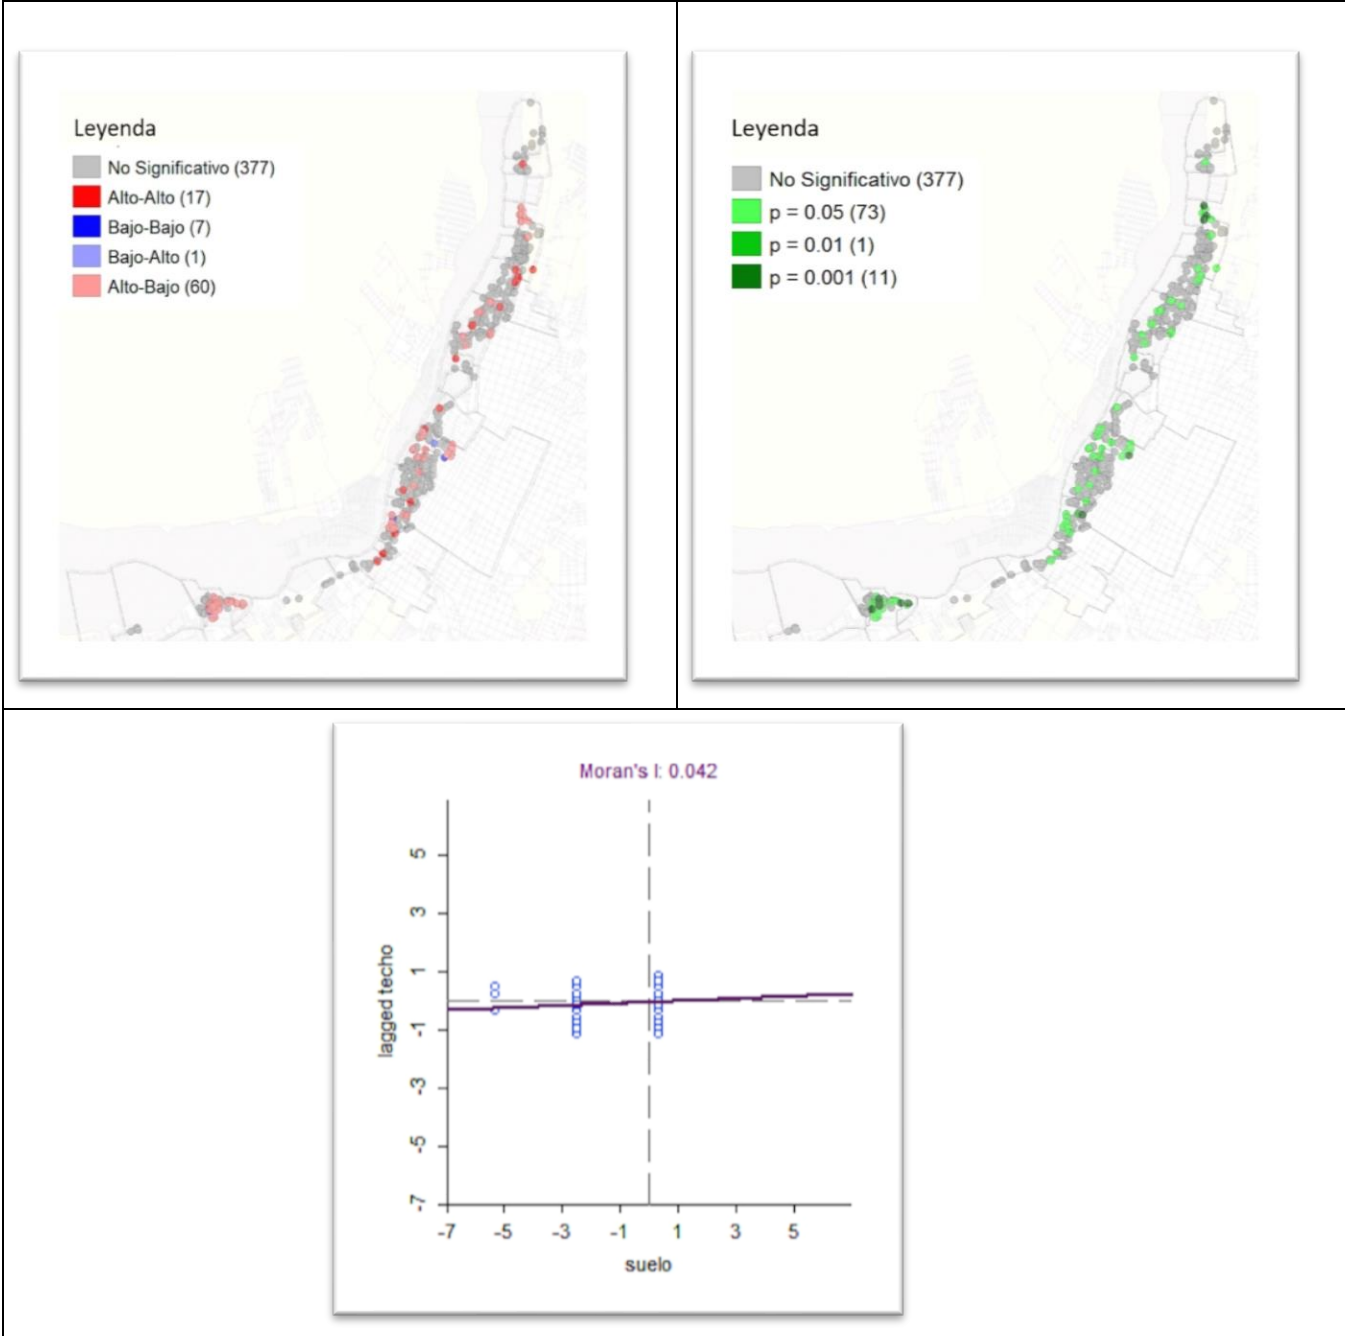 Leyenda
No Significativo (377)
Alto-Alto (17)
Bajo-Bajo (7)
Bajo-Alto (1)
Alto-Bajo (60)
Leyenda
No Significativo (377)
p = 0.05 (73)
p = 0.01 (1)
p = 0.001 (11)
Moran's I: 0.042
5
3
1
-1
-3
-5
-7
lagged techo
-7 -5 -3 -1 1 3 5
suelo